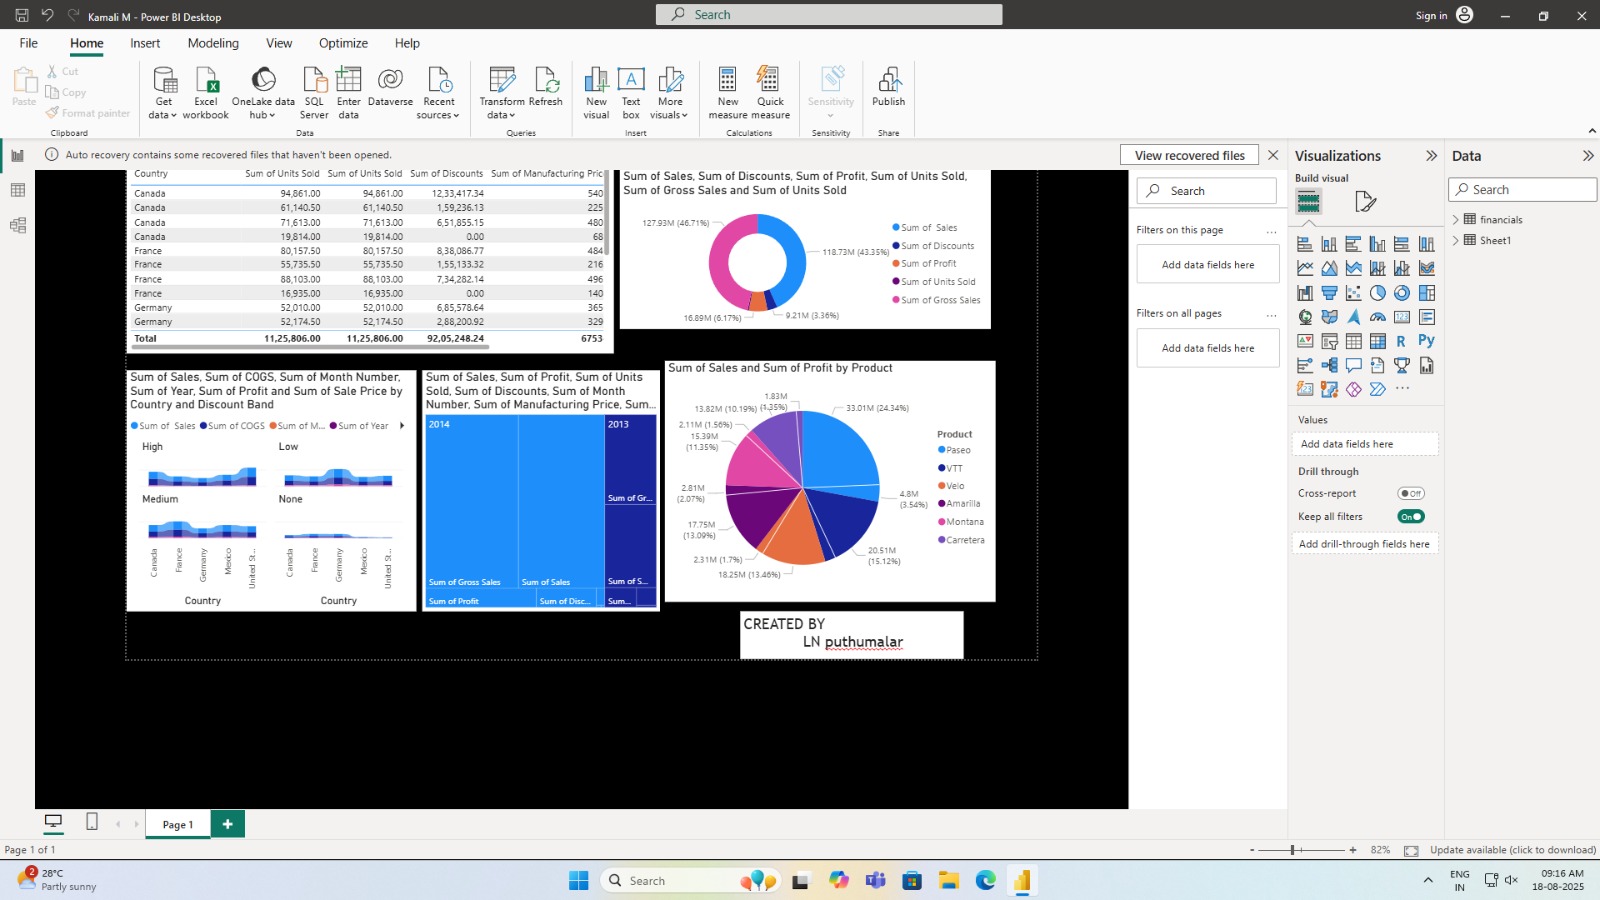 Kamali M - Power BI Desktop
Search
Sign in
File Home Insert Modeling View Optimize Help
Paste
Cut
Copy
Format painter
Clipboard
Get data
Excel workbook
OneLake data hub
SQL Server
Enter data
Dataverse
Recent sources
Data
Transform data
Refresh
Queries
New visual
Text box
More visuals
Insert
New measure
Quick measure
Calculations
Sensitivity
Sensitivity
Publish
Share
Auto recovery contains some recovered files that haven't been opened.
View recovered files
Country Sum of Units Sold Sum of Units Sold Sum of Discounts Sum of Manufacturing Pric
Canada 94,861.00 94,861.00 12,33,417.34 540
Canada 61,140.50 61,140.50 1,59,236.13 225
Canada 71,613.00 71,613.00 6,51,855.15 480
Canada 19,814.00 19,814.00 0.00 68
France 80,157.50 80,157.50 8,38,086.77 484
France 55,735.50 55,735.50 1,55,133.32 216
France 88,103.00 88,103.00 7,34,282.14 496
France 16,935.00 16,935.00 0.00 140
Germany 52,010.00 52,010.00 6,85,578.64 365
Germany 52,174.50 52,174.50 2,88,200.92 329
Total 11,25,806.00 11,25,806.00 92,05,248.24 6753
Sum of Sales, Sum of Discounts, Sum of Profit, Sum of Units Sold,
Sum of Gross Sales and Sum of Units Sold
127.93M (46.71%)
118.73M (43.35%)
16.89M (6.17%)
9.21M (3.36%)
Sum of Sales
Sum of Discounts
Sum of Profit
Sum of Units Sold
Sum of Gross Sales
Sum of Sales, Sum of COGS, Sum of Month Number,
Sum of Year, Sum of Profit and Sum of Sale Price by
Country and Discount Band
Sum of Sales Sum of COGS Sum of M... Sum of Year
High Low
Medium None
Canada France Germany Mexico United St...
Canada France Germany Mexico United St...
Country Country
Sum of Sales, Sum of Profit, Sum of Units
Sold, Sum of Discounts, Sum of Month
Number, Sum of Manufacturing Price, Sum...
2014 2013
Sum of Gr...
Sum of Gross Sales Sum of Sales Sum of S...
Sum of Profit Sum of Disc... Sum...
Sum of Sales and Sum of Profit by Product
1.83M
(1.35%)
13.82M (10.19%)
33.01M (24.34%)
2.11M (1.56%)
15.39M
(11.35%)
2.81M
(2.07%)
4.8M
(3.54%)
17.75M
(13.09%)
20.51M
(15.12%)
2.31M (1.7%)
18.25M (13.46%)
Product
Paseo
VTT
Velo
Amarilla
Montana
Carretera
CREATED BY
LN puthumalar
Search
Filters on this page ...
Add data fields here
Filters on all pages ...
Add data fields here
Visualizations
Build visual
R Py
123
...
Values
Add data fields here
Drill through
Cross-report Off
Keep all filters On
Add drill-through fields here
Data
Search
financials
Sheet1
Page 1
Page 1 of 1
- + 82%
Update available (click to download)
2
28°C
Partly sunny
Search
ENG
IN
09:16 AM
18-08-2025